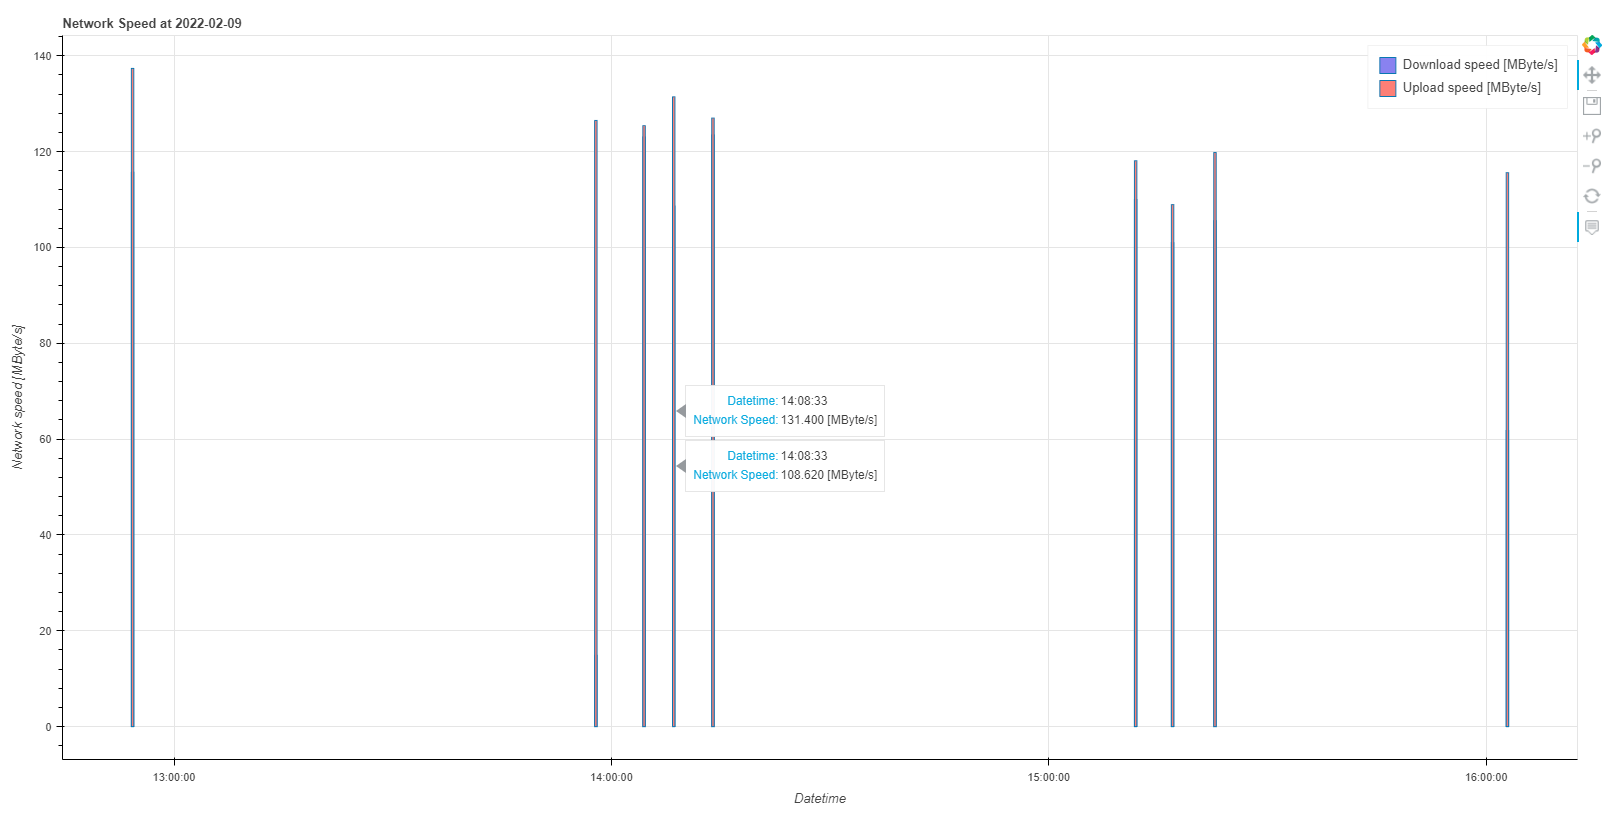 Network Speed at 2022-02-09
Download speed [MByte/s]
Upload speed [MByte/s]
140
120
100
80
60
40
20
0
Network speed [MByte/s]
Datetime: 14:08:33
Network Speed: 131.400 [MByte/s]
Datetime: 14:08:33
Network Speed: 108.620 [MByte/s]
13:00:00
14:00:00
15:00:00
16:00:00
Datetime